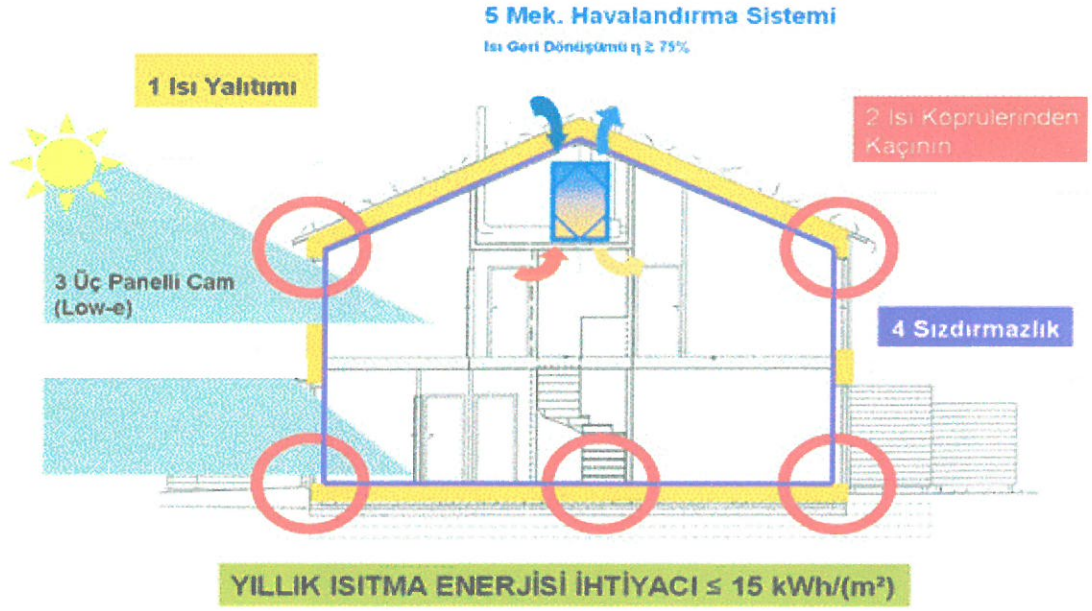 5 Mek. Havalandırma Sistemi
Isı Geri Dönüşümü η ≥ 75%
1 Isı Yalıtımı
2 Isı Köprülerinden
Kaçının
3 Üç Panelli Cam
(Low-e)
4 Sızdırmazlık
YILLIK ISITMA ENERJİSİ İHTİYACI ≤ 15 kWh/(m²)